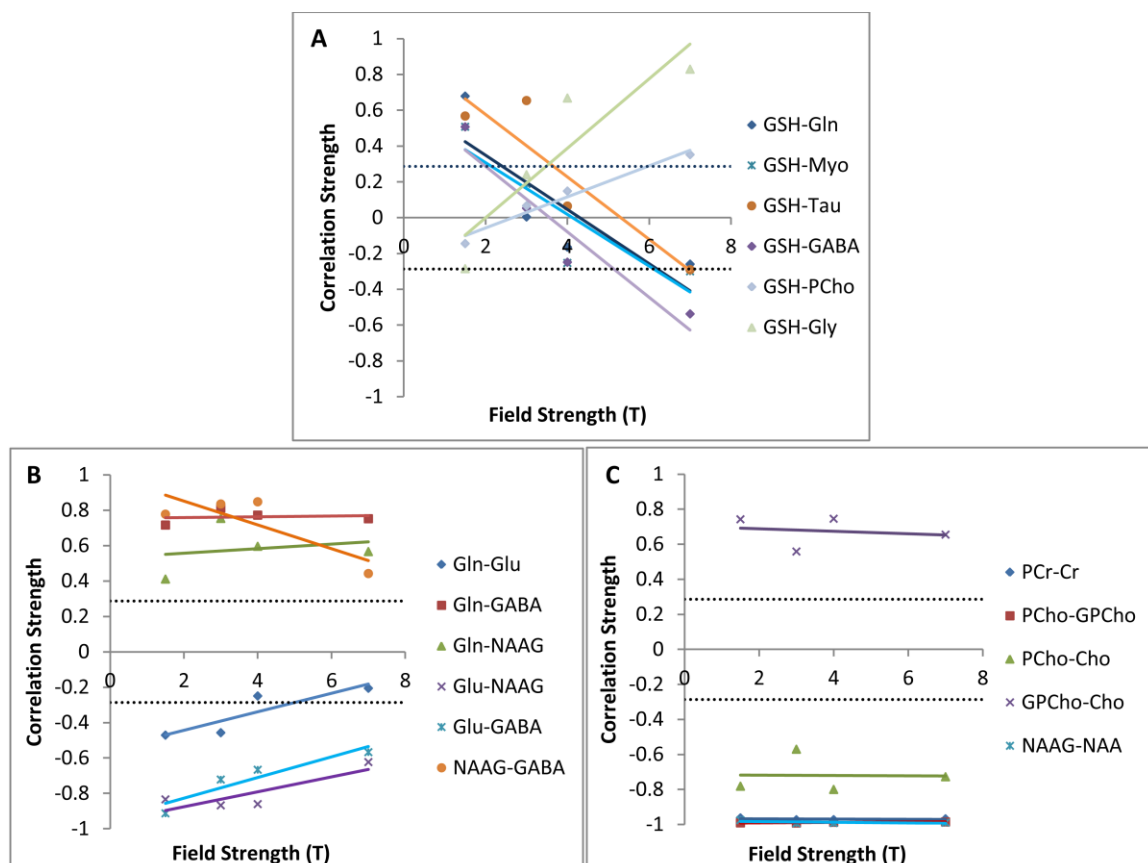 A
1
0.8
0.6
0.4
0.2
0
-0.2
-0.4
-0.6
-0.8
-1
0 2 4 6 8
Correlation Strength
Field Strength (T)
GSH-Gln
GSH-Myo
GSH-Tau
GSH-GABA
GSH-PCho
GSH-Gly
B
1
0.8
0.6
0.4
0.2
0
-0.2
-0.4
-0.6
-0.8
-1
0 2 4 6 8
Correlation Strength
Field Strength (T)
Gln-Glu
Gln-GABA
Gln-NAAG
Glu-NAAG
Glu-GABA
NAAG-GABA
C
1
0.8
0.6
0.4
0.2
0
-0.2
-0.4
-0.6
-0.8
-1
0 2 4 6 8
Correlation Strength
Field Strength (T)
PCr-Cr
PCho-GPCho
PCho-Cho
GPCho-Cho
NAAG-NAA